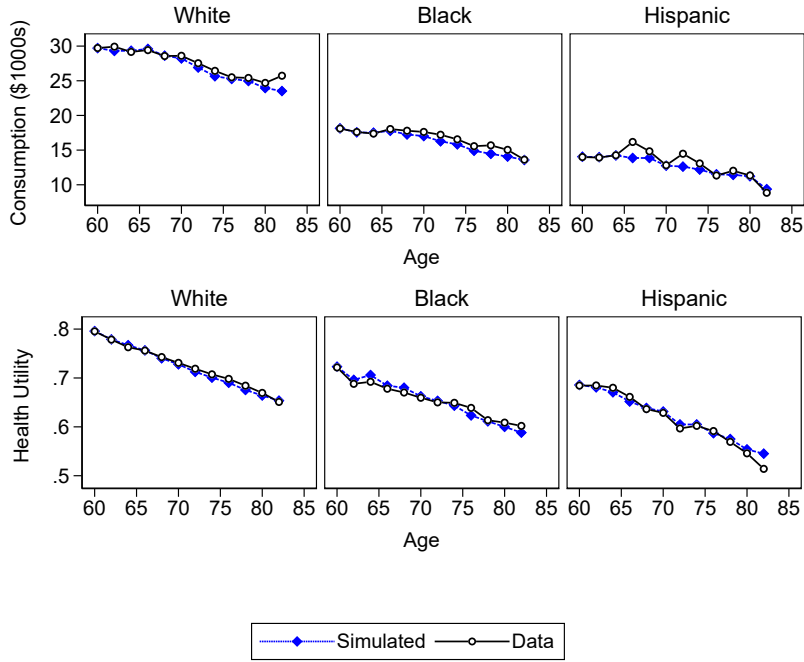 White Black Hispanic
Consumption ($1000s)
30
25
20
15
10
60 65 70 75 80 85 60 65 70 75 80 85 60 65 70 75 80 85
Age
White Black Hispanic
Health Utility
.8
.7
.6
.5
60 65 70 75 80 85 60 65 70 75 80 85 60 65 70 75 80 85
Age
Simulated Data